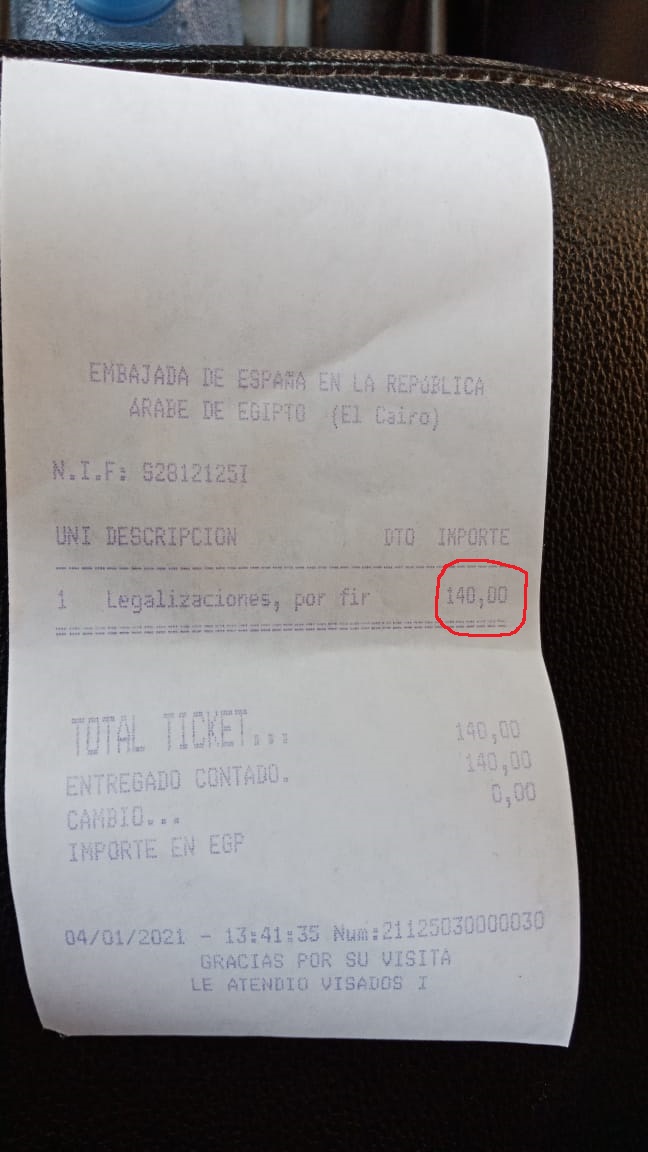 EMBAJADA DE ESPAÑA EN LA REPÚBLICA
ÁRABE DE EGIPTO (El Cairo)
N.I.F: S2812125I
UNI DESCRIPCION DTO IMPORTE
1 Legalizaciones, por fir 140,00
TOTAL TICKET... 140,00
ENTREGADO CONTADO. 140,00
CAMBIO... 0,00
IMPORTE EN EGP
04/01/2021 - 13:41:35 Num:21125030000030
GRACIAS POR SU VISITA
LE ATENDIO VISADOS I